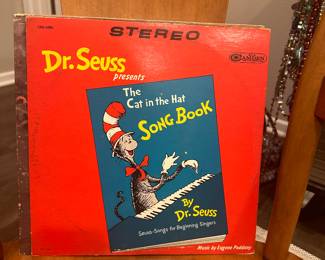 STEREO
CAMDEN
Dr. Seuss
presents
The
Cat in the Hat
SONG BOOK
By
Dr. Seuss
Seuss-Songs for Beginning Singers
Music by Eugene Poddany